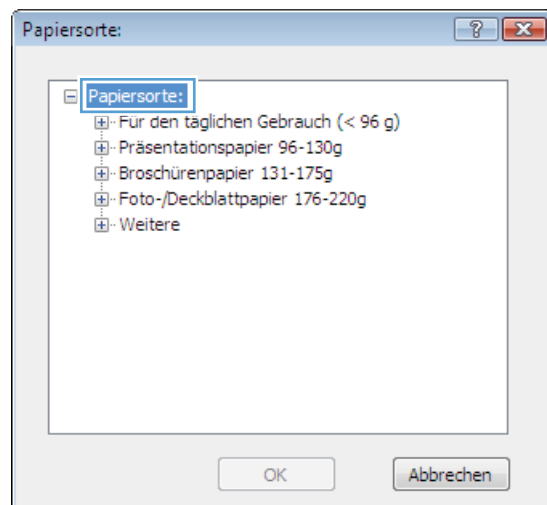 Papiersorte:
Papiersorte:
Für den täglichen Gebrauch (< 96 g)
Präsentationspapier 96-130g
Broschürenpapier 131-175g
Foto-/Deckblattpapier 176-220g
Weitere
OK Abbrechen